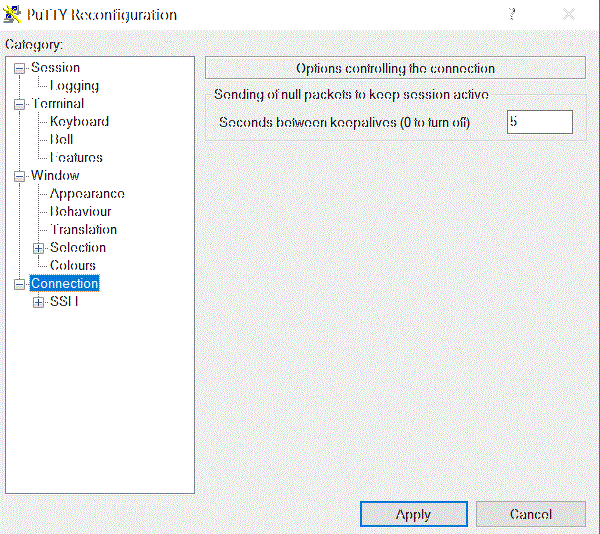 PuTTY Reconfiguration ?
Category:
Session
Logging
Terminal
Keyboard
Bell
Features
Window
Appearance
Behaviour
Translation
Selection
Colours
Connection
SSH
Options controlling the connection
Sending of null packets to keep session active
Seconds between keepalives (0 to turn off)
5
Apply
Cancel